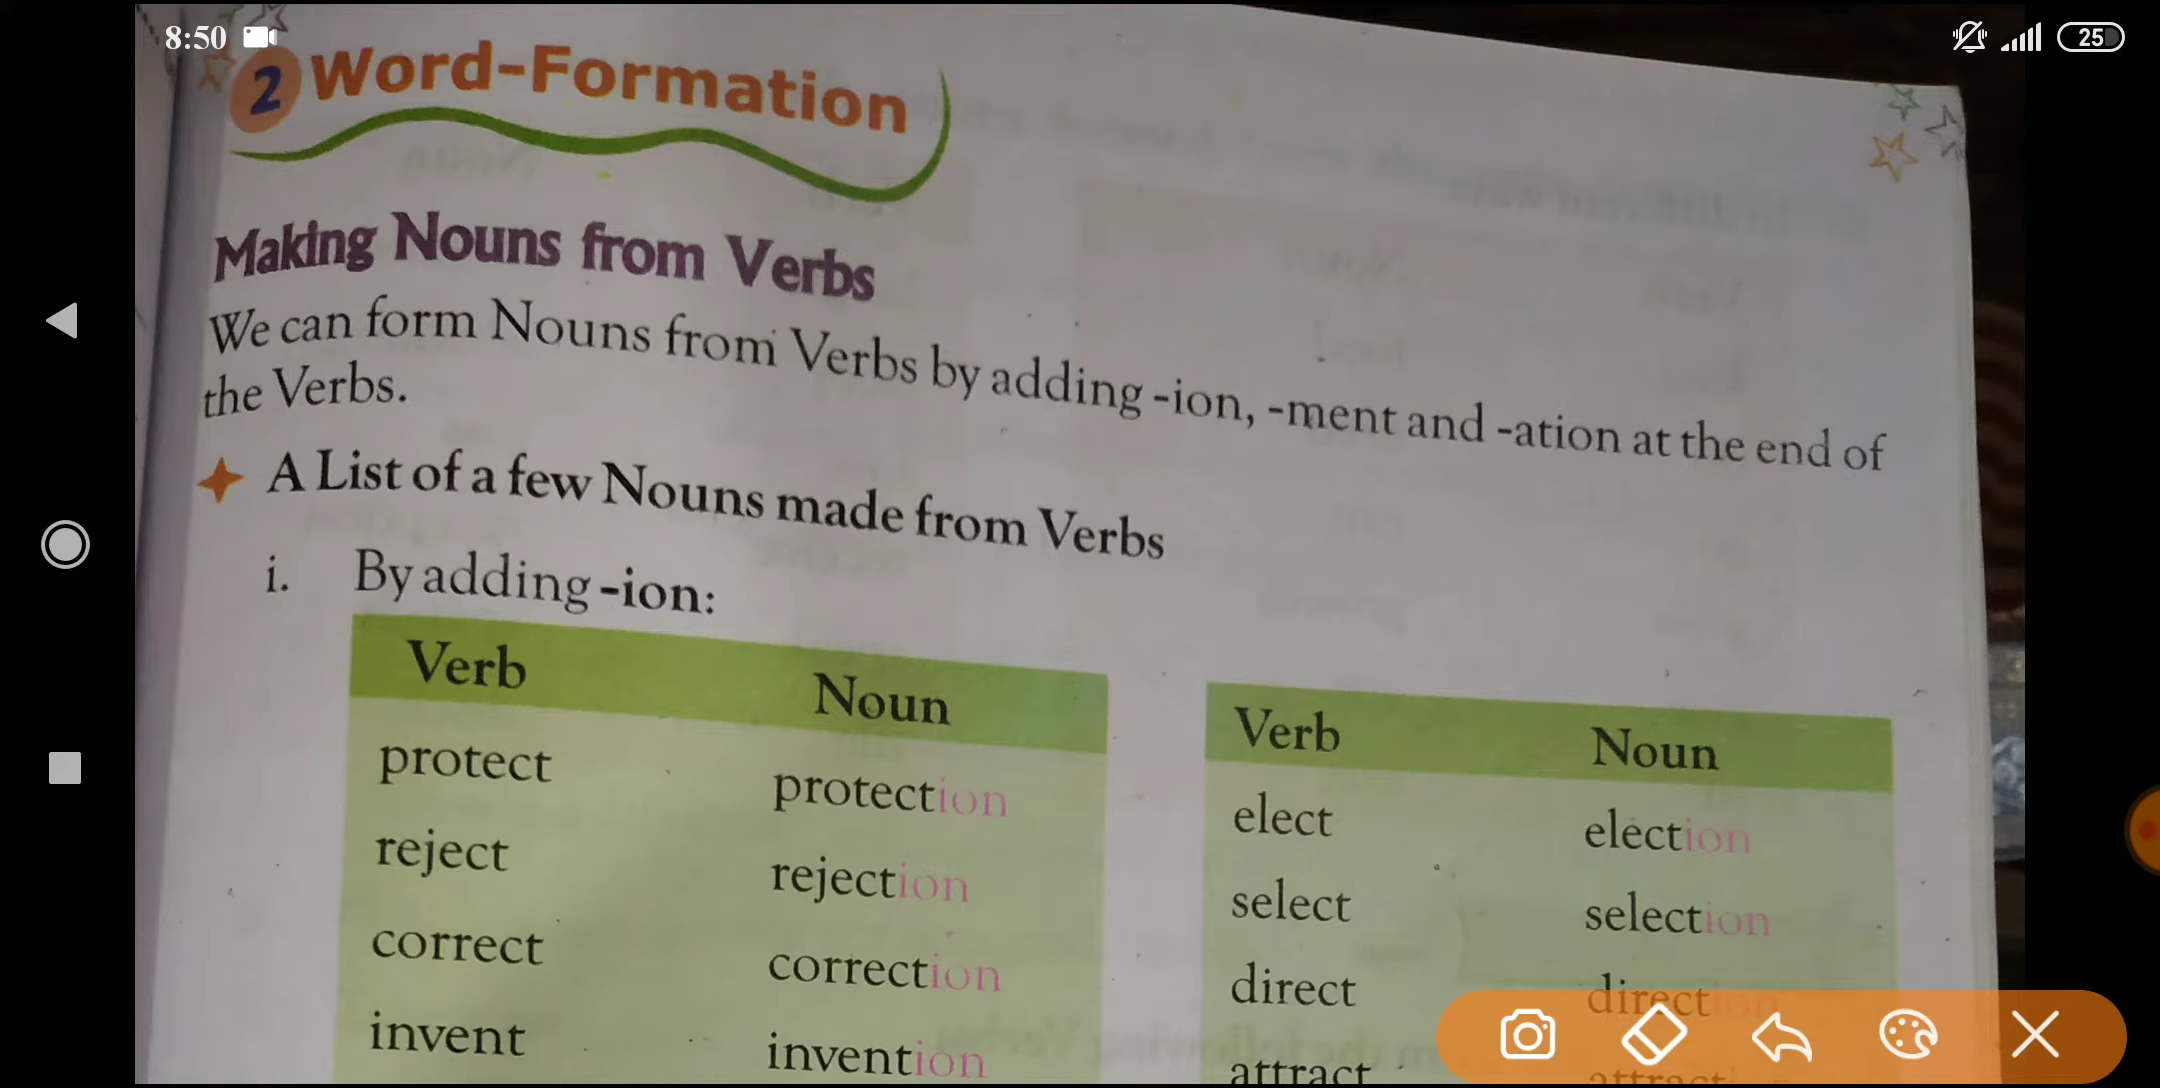 8:50
25
2 Word-Formation
Making Nouns from Verbs
We can form Nouns from Verbs by adding -ion, -ment and -ation at the end of
the Verbs.
A List of a few Nouns made from Verbs
i. By adding -ion:
Verb Noun
protect protection
reject rejection
correct correction
invent invention
Verb Noun
elect election
select selection
direct direction
attract